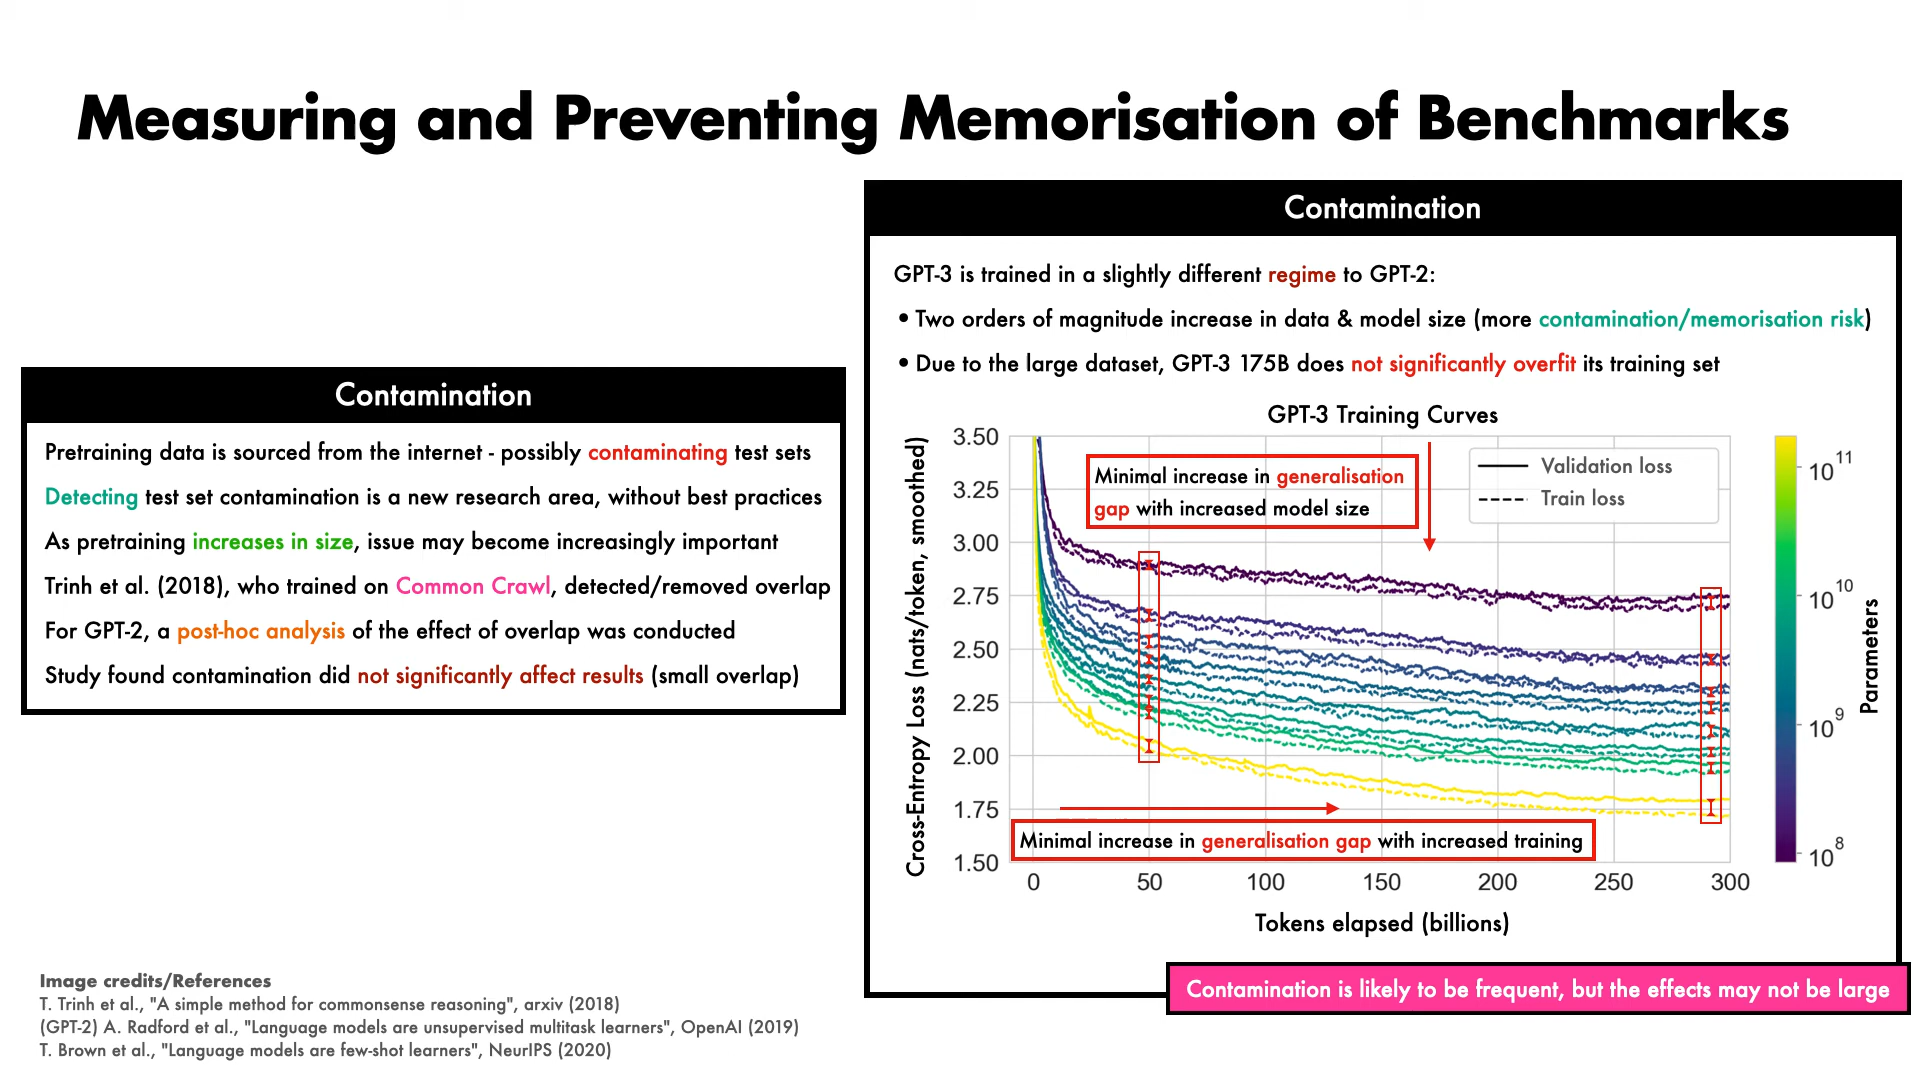 Measuring and Preventing Memorisation of Benchmarks
Contamination
Pretraining data is sourced from the internet - possibly contaminating test sets
Detecting test set contamination is a new research area, without best practices
As pretraining increases in size, issue may become increasingly important
Trinh et al. (2018), who trained on Common Crawl, detected/removed overlap
For GPT-2, a post-hoc analysis of the effect of overlap was conducted
Study found contamination did not significantly affect results (small overlap)
Contamination
GPT-3 is trained in a slightly different regime to GPT-2:
• Two orders of magnitude increase in data & model size (more contamination/memorisation risk)
• Due to the large dataset, GPT-3 175B does not significantly overfit its training set
GPT-3 Training Curves
Cross-Entropy Loss (nats/token, smoothed)
3.50
3.25
3.00
2.75
2.50
2.25
2.00
1.75
1.50
Minimal increase in generalisation
gap with increased model size
Validation loss
Train loss
Minimal increase in generalisation gap with increased training
0 50 100 150 200 250 300
Tokens elapsed (billions)
10^11
10^10
10^9
10^8
Parameters
Contamination is likely to be frequent, but the effects may not be large
Image credits/References
T. Trinh et al., "A simple method for commonsense reasoning", arxiv (2018)
(GPT-2) A. Radford et al., "Language models are unsupervised multitask learners", OpenAI (2019)
T. Brown et al., "Language models are few-shot learners", NeurIPS (2020)